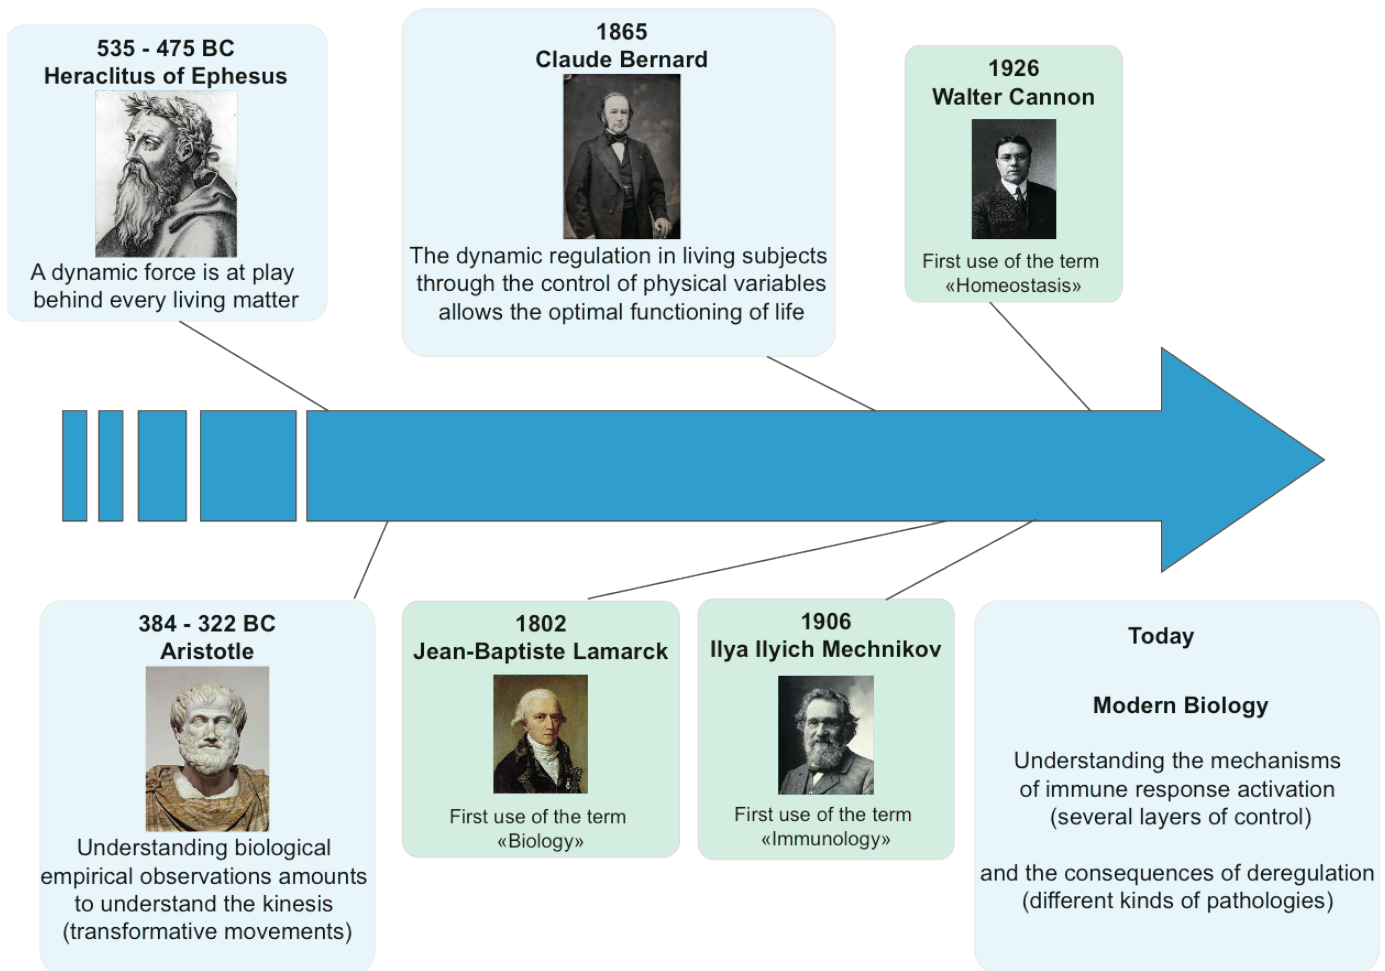 535 - 475 BC
Heraclitus of Ephesus
A dynamic force is at play
behind every living matter
1865
Claude Bernard
The dynamic regulation in living subjects
through the control of physical variables
allows the optimal functioning of life
1926
Walter Cannon
First use of the term
«Homeostasis»
384 - 322 BC
Aristotle
Understanding biological
empirical observations amounts
to understand the kinesis
(transformative movements)
1802
Jean-Baptiste Lamarck
First use of the term
«Biology»
1906
Ilya Ilyich Mechnikov
First use of the term
«Immunology»
Today
Modern Biology
Understanding the mechanisms
of immune response activation
(several layers of control)
and the consequences of deregulation
(different kinds of pathologies)